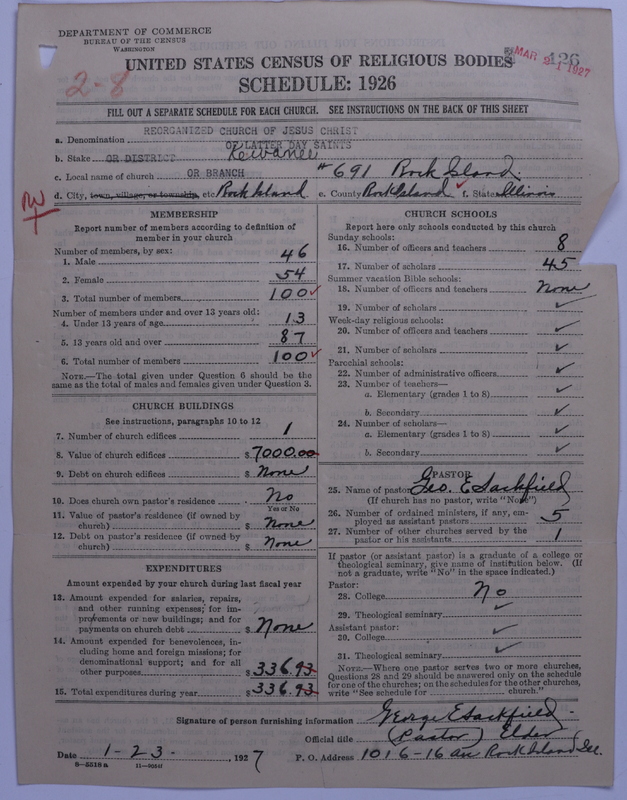 DEPARTMENT OF COMMERCE
BUREAU OF THE CENSUS
WASHINGTON
MAR 21 1927
126
2-8
UNITED STATES CENSUS OF RELIGIOUS BODIES
SCHEDULE: 1926
FILL OUT A SEPARATE SCHEDULE FOR EACH CHURCH. SEE INSTRUCTIONS ON THE BACK OF THIS SHEET
REORGANIZED CHURCH OF JESUS CHRIST
a. Denomination OF LATTER DAY SAINTS
b. Stake OR DISTRICT Kewanee
c. Local name of church OR BRANCH #691 Rock Island.
d. City, town, village, or township, etc Rock Island e. County Rock Island f. State Illinois
MEMBERSHIP
Report number of members according to definition of
member in your church
Number of members, by sex:
1. Male 46
2. Female 54
3. Total number of members 100
Number of members under and over 13 years old:
4. Under 13 years of age 13
5. 13 years old and over 87
6. Total number of members 100
NOTE.—The total given under Question 6 should be the
same as the total of males and females given under Question 3.
CHURCH BUILDINGS
See instructions, paragraphs 10 to 12
7. Number of church edifices 1
8. Value of church edifices $ 7000.00
9. Debt on church edifices $ None
10. Does church own pastor's residence No
Yes or No
11. Value of pastor's residence (if owned by
church) $ None
12. Debt on pastor's residence (if owned by
church) $ None
EXPENDITURES
Amount expended by your church during last fiscal year
13. Amount expended for salaries, repairs,
and other running expenses; for im-
provements or new buildings; and for
payments on church debt $ None
14. Amount expended for benevolences, in-
cluding home and foreign missions; for
denominational support; and for all
other purposes $ 336.93
15. Total expenditures during year $ 336.93
CHURCH SCHOOLS
Report here only schools conducted by this church
Sunday schools:
16. Number of officers and teachers 8
17. Number of scholars 45
Summer vacation Bible schools:
18. Number of officers and teachers None
19. Number of scholars ✓
Week-day religious schools:
20. Number of officers and teachers ✓
21. Number of scholars ✓
Parochial schools:
22. Number of administrative officers ✓
23. Number of teachers—
a. Elementary (grades 1 to 8) ✓
b. Secondary ✓
24. Number of scholars—
a. Elementary (grades 1 to 8) ✓
b. Secondary ✓
PASTOR
25. Name of pastor Geo. E Sackfield
(If church has no pastor, write "None")
26. Number of ordained ministers, if any, em-
ployed as assistant pastors 5
27. Number of other churches served by the
pastor or his assistants 1
If pastor (or assistant pastor) is a graduate of a college or
theological seminary, give name of institution below. (If
not a graduate, write "No" in the space indicated.)
Pastor:
28. College No
29. Theological seminary ✓
Assistant pastor:
30. College ✓
31. Theological seminary ✓
NOTE.—Where one pastor serves two or more churches,
Questions 28 and 29 should be answered only on the schedule
for one of the churches; on the schedules for the other churches,
write "See schedule for church."
Signature of person furnishing information George E Sackfield.
Official title (Pastor) Elder
Date 1-23- 1927 P. O. Address 1016-16 av Rock Island Ill.
8-5518a